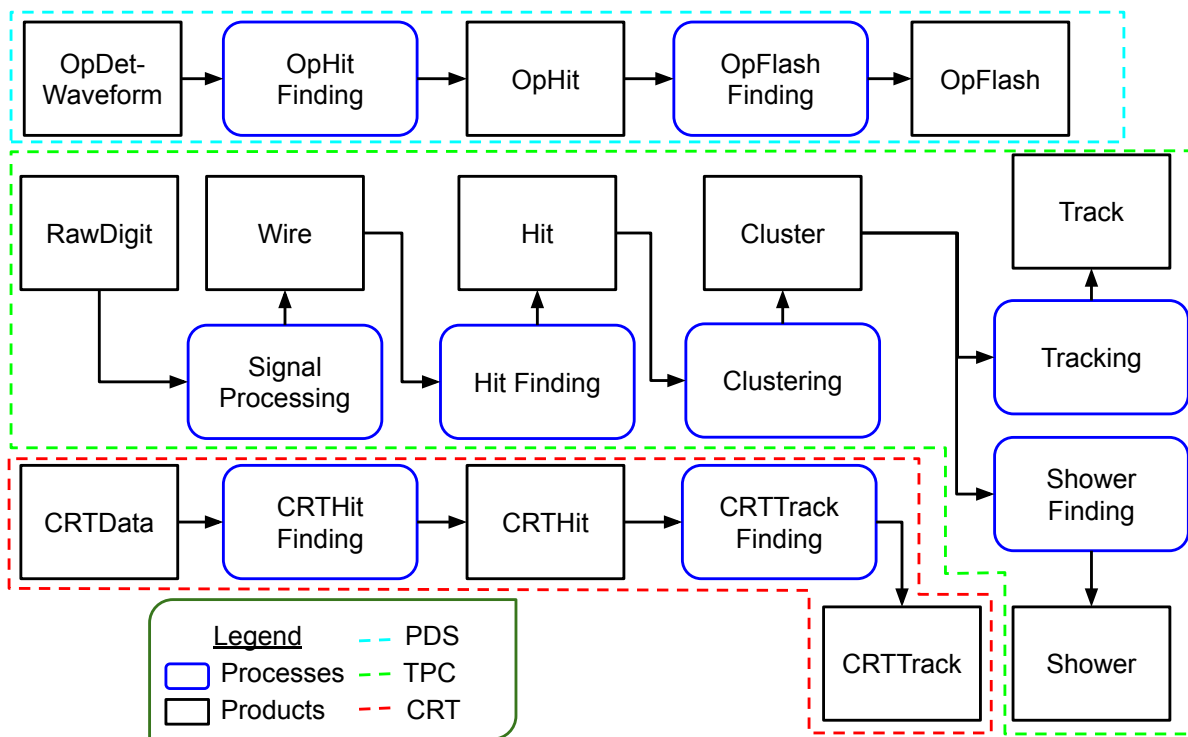 OpDet-
Waveform
OpHit
Finding
OpHit
OpFlash
Finding
OpFlash
RawDigit
Wire
Hit
Cluster
Track
Signal
Processing
Hit Finding
Clustering
Tracking
CRTData
CRTHit
Finding
CRTHit
CRTTrack
Finding
Shower
Finding
CRTTrack
Shower
Legend
Processes
Products
PDS
TPC
CRT